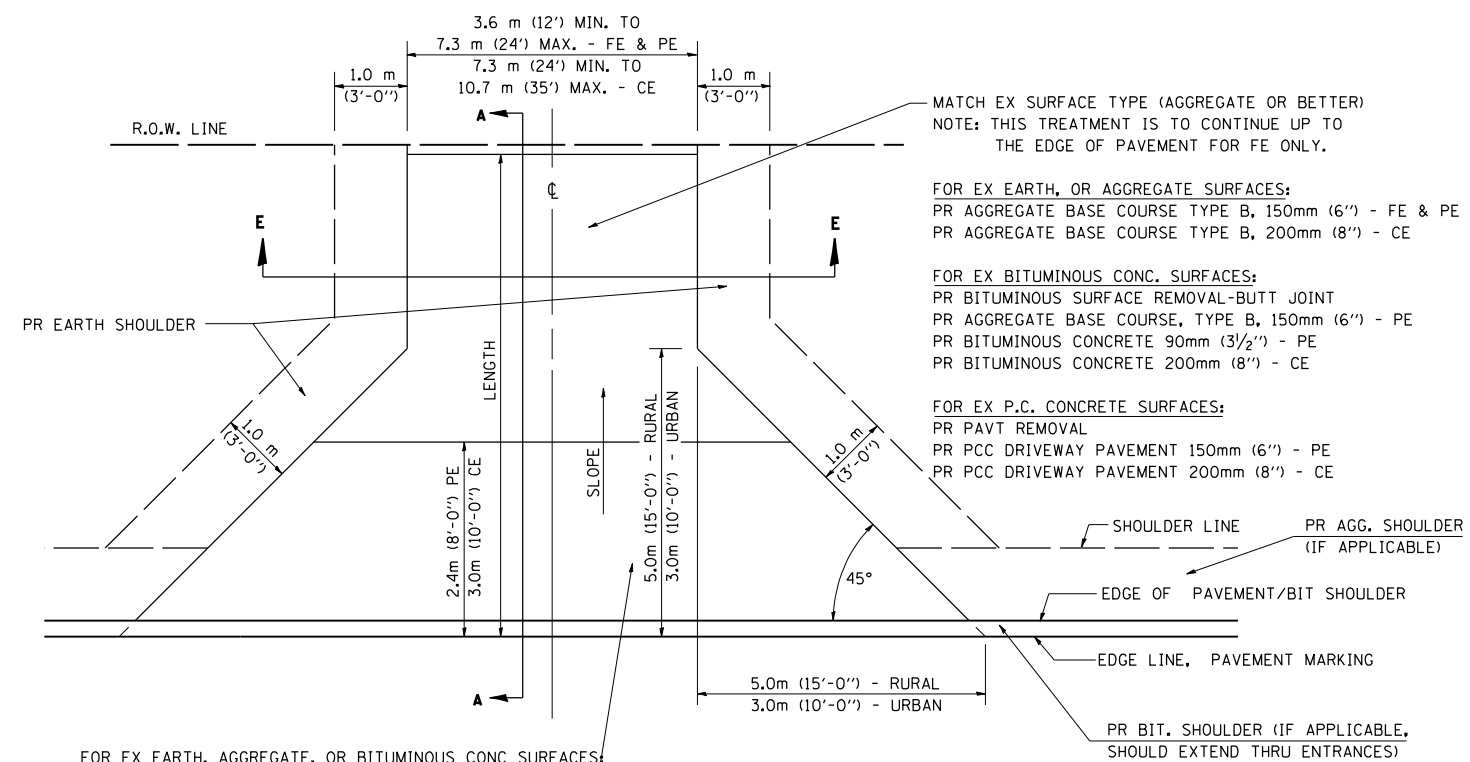 3.6 m (12') MIN. TO
7.3 m (24') MAX. - FE & PE
7.3 m (24') MIN. TO
10.7 m (35') MAX. - CE
1.0 m
(3'-0")
1.0 m
(3'-0")
A
R.O.W. LINE
℄
MATCH EX SURFACE TYPE (AGGREGATE OR BETTER)
NOTE: THIS TREATMENT IS TO CONTINUE UP TO
THE EDGE OF PAVEMENT FOR FE ONLY.
FOR EX EARTH, OR AGGREGATE SURFACES:
PR AGGREGATE BASE COURSE TYPE B, 150mm (6") - FE & PE
PR AGGREGATE BASE COURSE TYPE B, 200mm (8") - CE
E
E
FOR EX BITUMINOUS CONC. SURFACES:
PR BITUMINOUS SURFACE REMOVAL-BUTT JOINT
PR AGGREGATE BASE COURSE, TYPE B, 150mm (6") - PE
PR BITUMINOUS CONCRETE 90mm (3½") - PE
PR BITUMINOUS CONCRETE 200mm (8") - CE
PR EARTH SHOULDER
FOR EX P.C. CONCRETE SURFACES:
PR PAVT REMOVAL
PR PCC DRIVEWAY PAVEMENT 150mm (6") - PE
PR PCC DRIVEWAY PAVEMENT 200mm (8") - CE
LENGTH
1.0 m
(3'-0")
2.4m (8'-0") PE
3.0m (10'-0") CE
SLOPE
5.0m (15'-0") - RURAL
3.0m (10'-0") - URBAN
1.0 m
(3'-0")
45°
SHOULDER LINE
PR AGG. SHOULDER
(IF APPLICABLE)
EDGE OF PAVEMENT/BIT SHOULDER
EDGE LINE, PAVEMENT MARKING
5.0m (15'-0") - RURAL
3.0m (10'-0") - URBAN
A
PR BIT. SHOULDER (IF APPLICABLE,
SHOULD EXTEND THRU ENTRANCES)
FOR EX EARTH, AGGREGATE, OR BITUMINOUS CONC SURFACES: